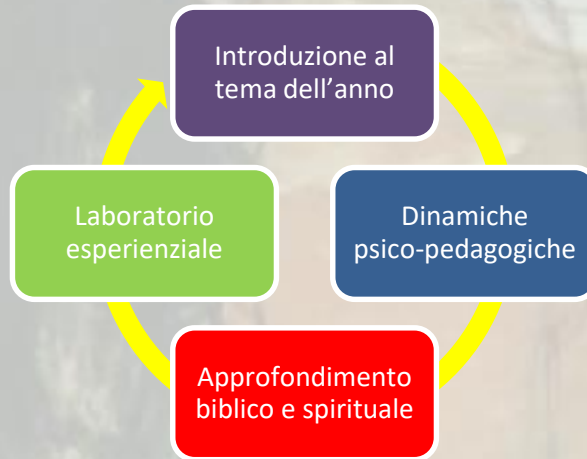 Introduzione al
tema dell’anno
Dinamiche
psico-pedagogiche
Approfondimento
biblico e spirituale
Laboratorio
esperienziale